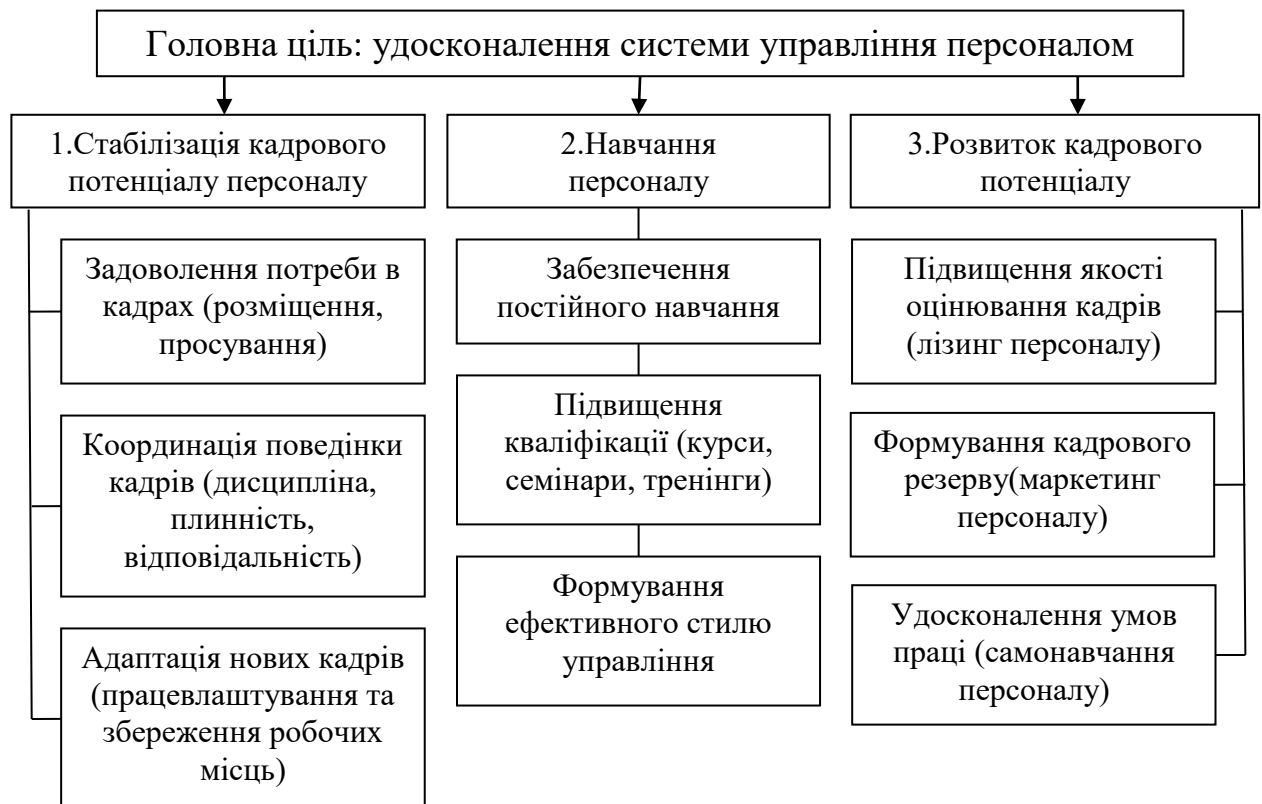 Головна ціль: удосконалення системи управління персоналом
1.Стабілізація кадрового
потенціалу персоналу
Задоволення потреби в
кадрах (розміщення,
просування)
Координація поведінки
кадрів (дисципліна,
плинність,
відповідальність)
Адаптація нових кадрів
(працевлаштування та
збереження робочих
місць)
2.Навчання
персоналу
Забезпечення
постійного навчання
Підвищення
кваліфікації (курси,
семінари, тренінги)
Формування
ефективного стилю
управління
3.Розвиток кадрового
потенціалу
Підвищення якості
оцінювання кадрів
(лізинг персоналу)
Формування кадрового
резерву(маркетинг
персоналу)
Удосконалення умов
праці (самонавчання
персоналу)